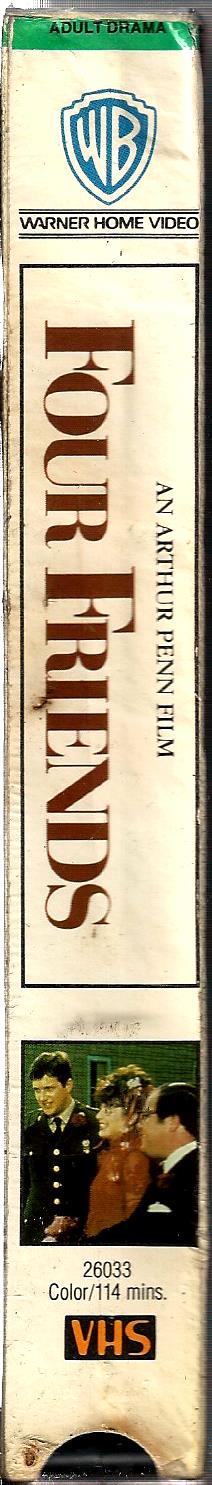 ADULT DRAMA
WB
WARNER HOME VIDEO
AN ARTHUR PENN FILM
FOUR FRIENDS
26033
Color/114 mins.
VHS